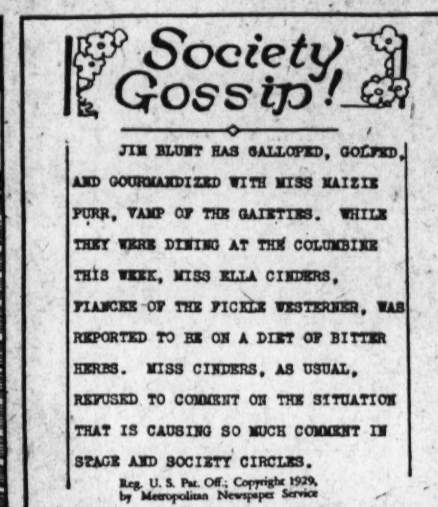 Society
Gossip!
JIM BLUNT HAS GALLOPED, GOLFED,
AND GOURMANDIZED WITH MISS MAIZIE
PURR, VAMP OF THE GAIETIES. WHILE
THEY WERE DINING AT THE COLUMBINE
THIS WEEK, MISS ELLA CINDERS,
FIANCEE OF THE FICKLE WESTERNER, WAS
REPORTED TO BE ON A DIET OF BITTER
HERBS. MISS CINDERS, AS USUAL,
REFUSED TO COMMENT ON THE SITUATION
THAT IS CAUSING SO MUCH COMMENT IN
STAGE AND SOCIETY CIRCLES.
Reg. U. S. Pat. Off.; Copyright 1929,
by Metropolitan Newspaper Service